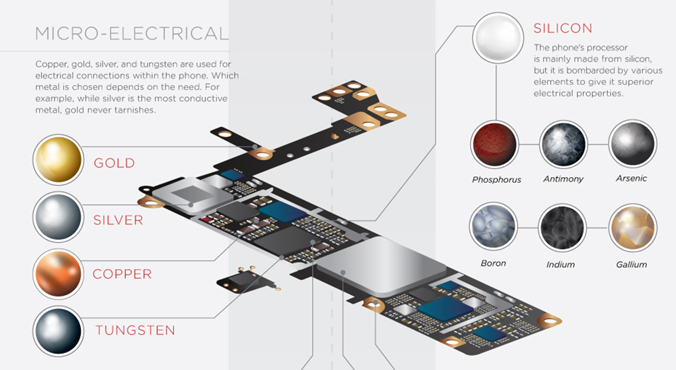 MICRO-ELECTRICAL
Copper, gold, silver, and tungsten are used for
electrical connections within the phone. Which
metal is chosen depends on the need. For
example, while silver is the most conductive
metal, gold never tarnishes.
GOLD
SILVER
COPPER
TUNGSTEN
SILICON
The phone's processor
is mainly made from silicon,
but it is bombarded by various
elements to give it superior
electrical properties.
Phosphorus Antimony Arsenic
Boron Indium Gallium